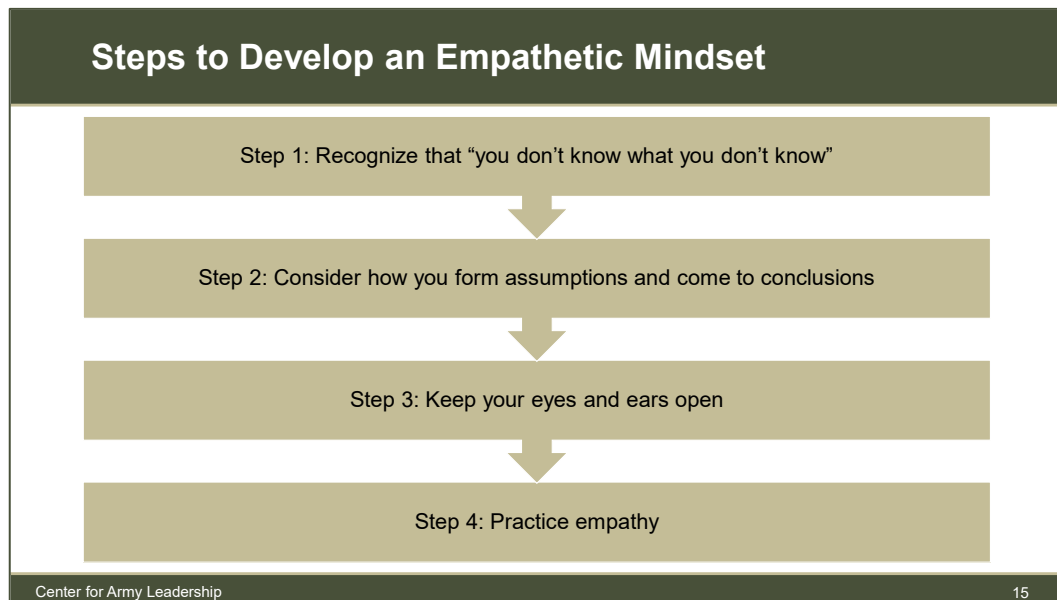 Steps to Develop an Empathetic Mindset
Step 1: Recognize that “you don’t know what you don’t know”
Step 2: Consider how you form assumptions and come to conclusions
Step 3: Keep your eyes and ears open
Step 4: Practice empathy
Center for Army Leadership
15